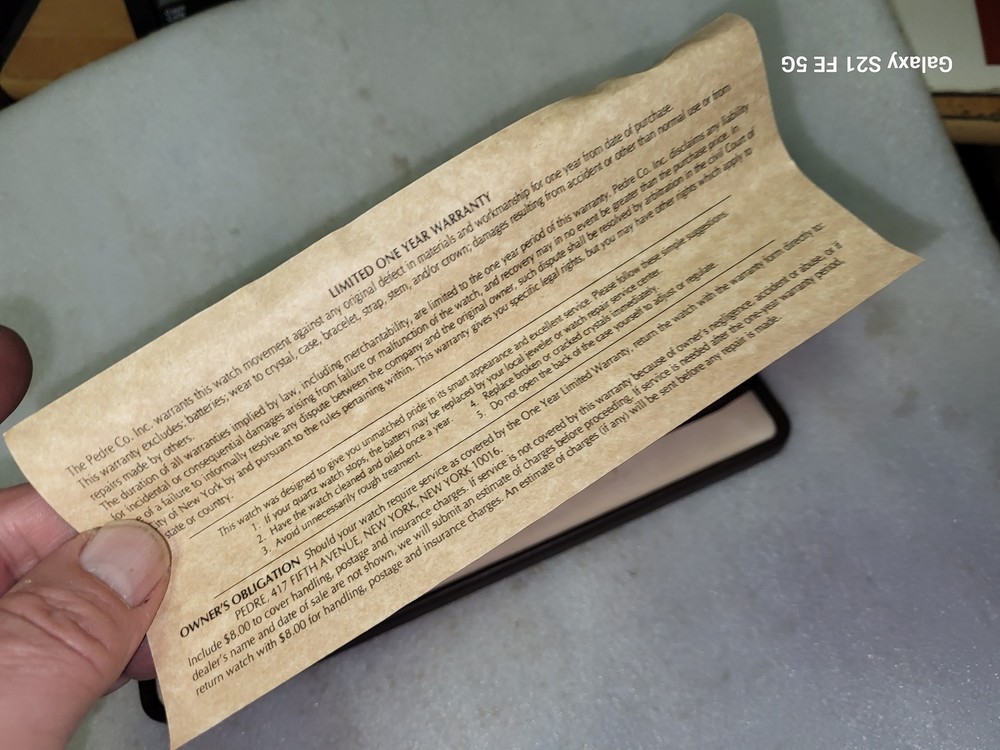 LIMITED ONE YEAR WARRANTY
The Pedre Co. Inc. warrants this watch movement against any original defect in materials and workmanship for one year from date of purchase.
This warranty excludes: batteries; wear to crystal, case, bracelet, strap, stem, and/or crown; damages resulting from accident or other than normal use or from
repairs made by others.
The duration of all warranties implied by law, including merchantability, are limited to the one year period of this warranty. Pedre Co. Inc. disclaims any liability
for incidental or consequential damages arising from failure or malfunction of the watch, and recovery may in no event be greater than the purchase price. In
of a failure to informally resolve any dispute between the company and the original owner, such dispute shall be resolved by arbitration in the civil Court of
City of New York by and pursuant to the rules pertaining within. This warranty gives you specific legal rights, but you may have other rights which apply to
state or county.
This watch was designed to give you unmatched pride in its smart appearance and excellent service. Please follow these simple suggestions:
1. If your quartz watch stops, the battery may be replaced by your local jeweler or watch repair service center.
2. Have the watch cleaned and oiled once a year. 4. Replace broken or cracked crystals immediately.
3. Avoid unnecessarily rough treatment. 5. Do not open the back of the case yourself to adjust or regulate.
OWNER'S OBLIGATION Should your watch require service as covered by the One Year Limited Warranty, return the watch with the warranty form directly to:
PEDRE, 417 FIFTH AVENUE, NEW YORK, NEW YORK 10016.
Include $8.00 to cover handling, postage and insurance charges. If service is not covered by this warranty because of owner's negligence, accident or abuse, or if
dealer's name and date of sale are not shown, we will submit an estimate of charges before proceeding. If service is needed after the one-year warranty period,
return watch with $8.00 for handling, postage and insurance charges. An estimate of charges (if any) will be sent before any repair is made.
Galaxy S21 FE 5G